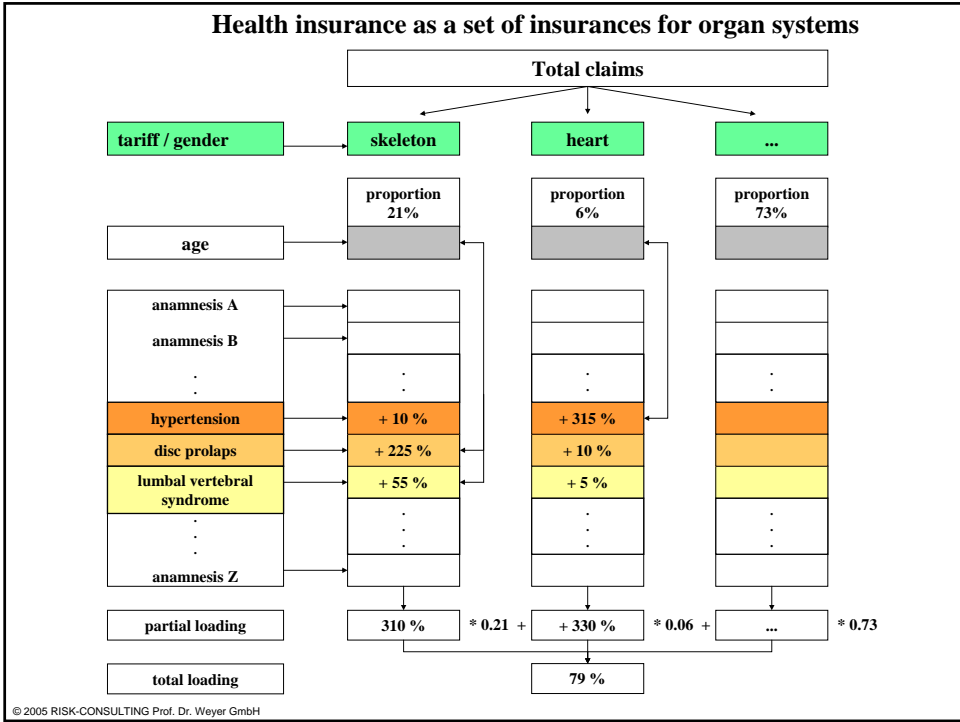 Health insurance as a set of insurances for organ systems
Total claims
tariff / gender
skeleton
heart
...
proportion
21%
proportion
6%
proportion
73%
age
anamnesis A
anamnesis B
.
.
.
.
.
.
.
.
hypertension
+ 10 %
+ 315 %
disc prolaps
+ 225 %
+ 10 %
lumbal vertebral
syndrome
+ 55 %
+ 5 %
.
.
.
.
.
.
.
.
.
.
.
.
anamnesis Z
partial loading
310 %
* 0.21 +
+ 330 %
* 0.06 +
...
* 0.73
total loading
79 %
© 2005 RISK-CONSULTING Prof. Dr. Weyer GmbH